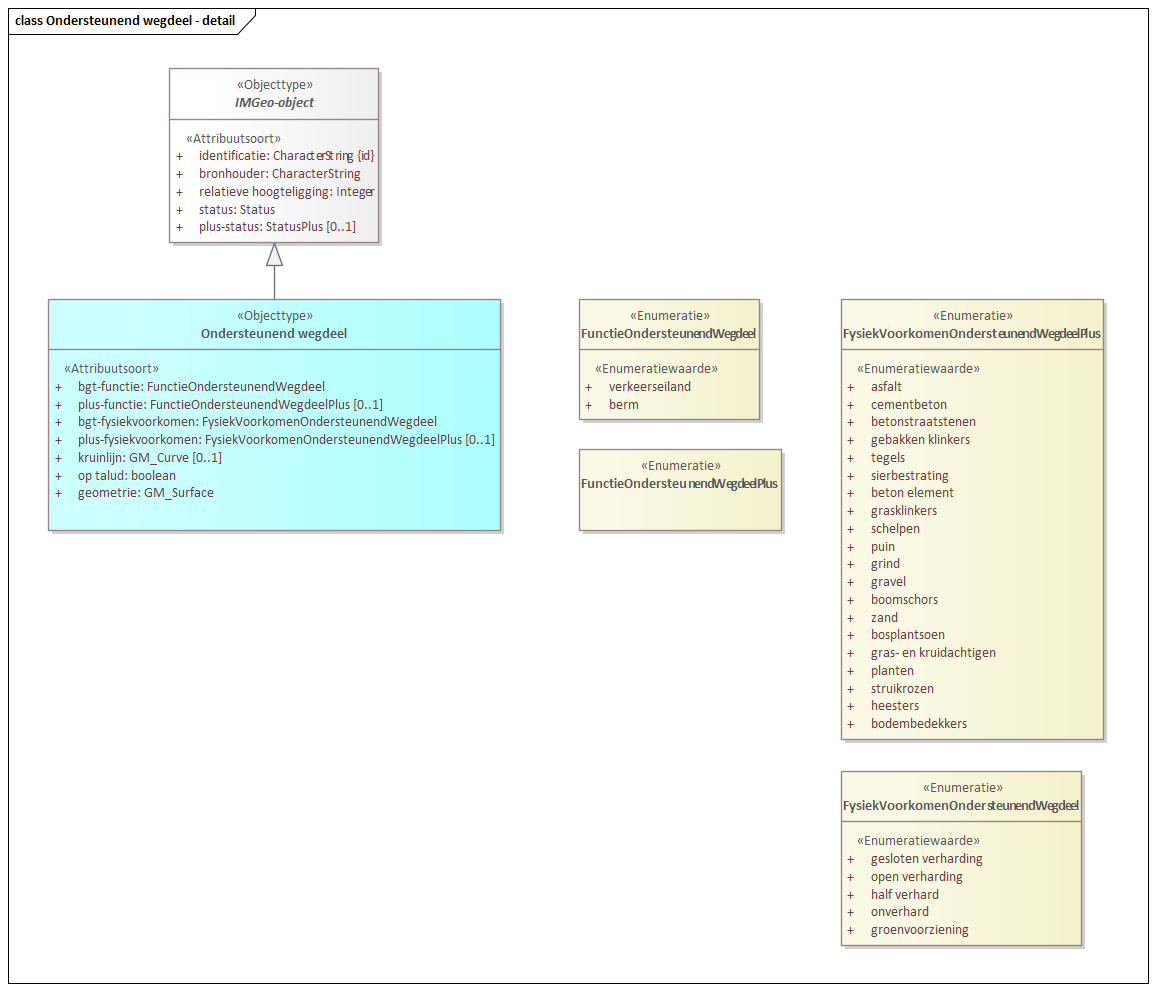 class Ondersteunend wegdeel - detail
«Objecttype»
IMGeo-object
«Attribuutsoort»
+ identificatie: CharacterString {id}
+ bronhouder: CharacterString
+ relatieve hoogteligging: Integer
+ status: Status
+ plus-status: StatusPlus [0..1]
«Objecttype»
Ondersteunend wegdeel
«Attribuutsoort»
+ bgt-functie: FunctieOndersteunendWegdeel
+ plus-functie: FunctieOndersteunendWegdeelPlus [0..1]
+ bgt-fysiekvoorkomen: FysiekVoorkomenOndersteunendWegdeel
+ plus-fysiekvoorkomen: FysiekVoorkomenOndersteunendWegdeelPlus [0..1]
+ kruinlijn: GM_Curve [0..1]
+ op talud: boolean
+ geometrie: GM_Surface
«Enumeratie»
FunctieOndersteunendWegdeel
«Enumeratiewaarde»
+ verkeerseiland
+ berm
«Enumeratie»
FunctieOndersteunendWegdeelPlus
«Enumeratie»
FysiekVoorkomenOndersteunendWegdeelPlus
«Enumeratiewaarde»
+ asfalt
+ cementbeton
+ betonstraatstenen
+ gebakken klinkers
+ tegels
+ sierbestrating
+ beton element
+ grasklinkers
+ schelpen
+ puin
+ grind
+ gravel
+ boomschors
+ zand
+ bosplantsoen
+ gras- en kruidachtigen
+ planten
+ struikrozen
+ heesters
+ bodembedekkers
«Enumeratie»
FysiekVoorkomenOndersteunendWegdeel
«Enumeratiewaarde»
+ gesloten verharding
+ open verharding
+ half verhard
+ onverhard
+ groenvoorziening